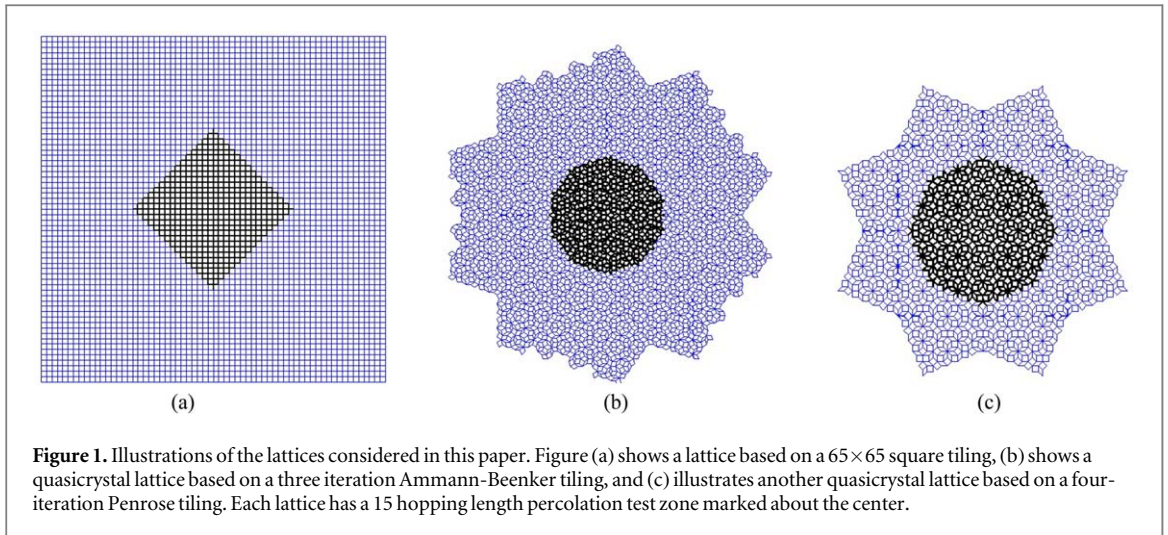 (a)
(b)
(c)
Figure 1. Illustrations of the lattices considered in this paper. Figure (a) shows a lattice based on a 65×65 square tiling, (b) shows a
quasicrystal lattice based on a three iteration Ammann-Beenker tiling, and (c) illustrates another quasicrystal lattice based on a four-
iteration Penrose tiling. Each lattice has a 15 hopping length percolation test zone marked about the center.